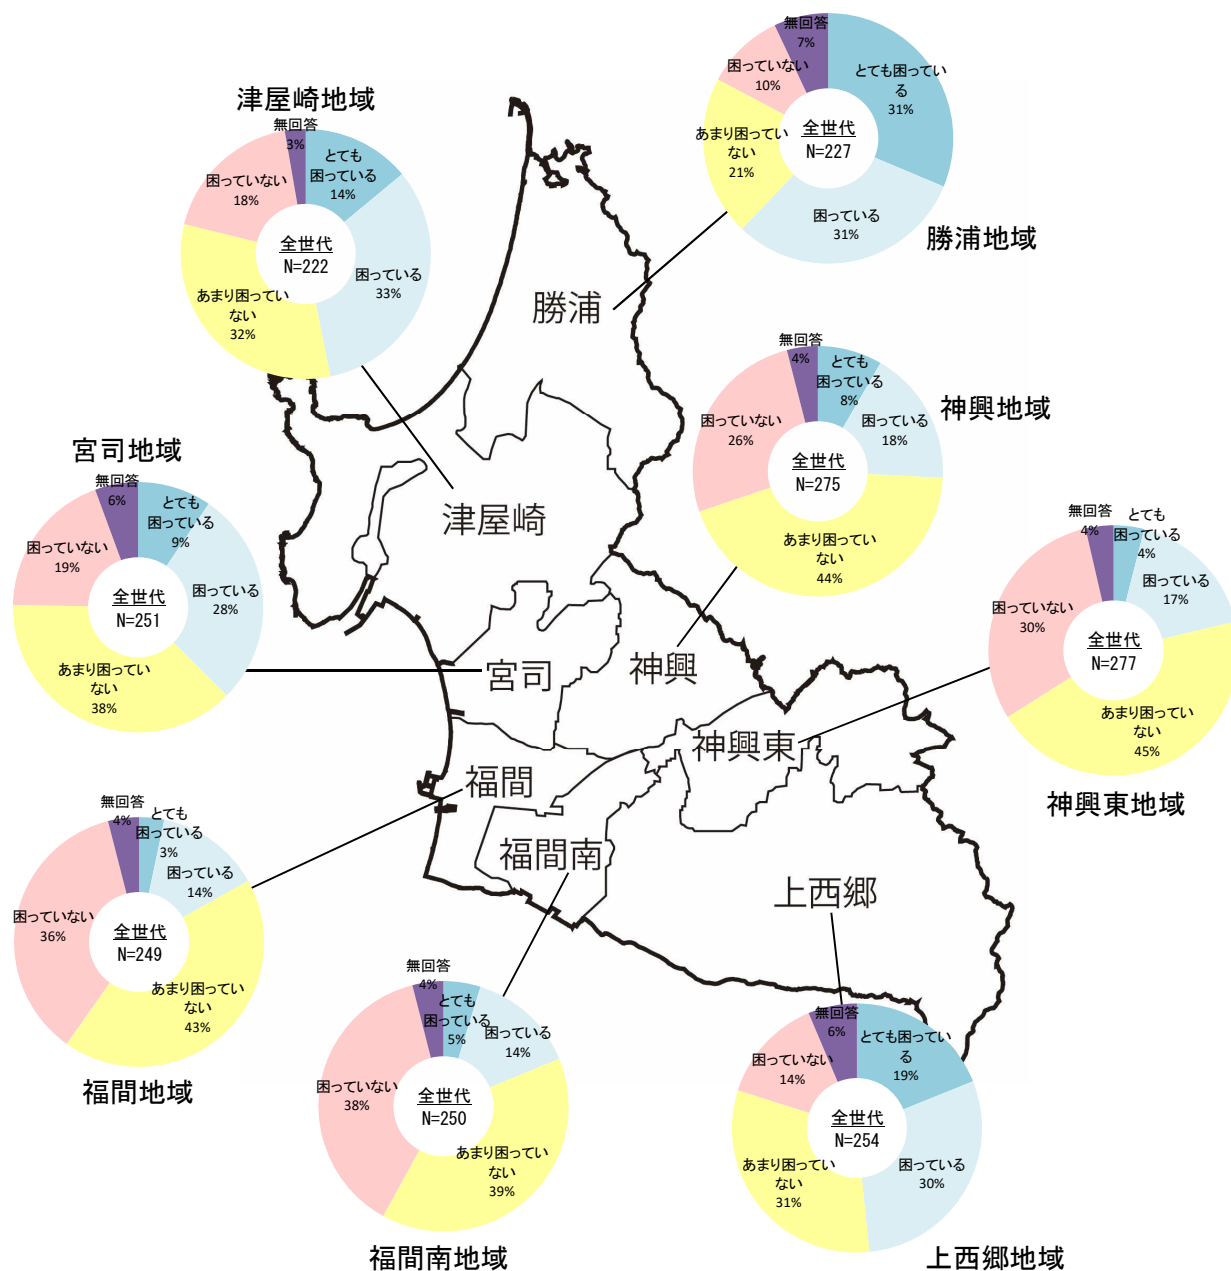 津屋崎地域
無回答
3%
とても
困っている
14%
困っていない
18%
全世代
N=222
困っている
33%
あまり困ってい
ない
32%
無回答
7%
とても困ってい
る
31%
困っていない
10%
あまり困ってい
ない
21%
全世代
N=227
困っている
31%
勝浦地域
勝浦
無回答
4%
とても
困っている
8%
困っている
18%
困っていない
26%
全世代
N=275
あまり困ってい
ない
44%
神興地域
宮司地域
無回答
6%
とても
困っている
9%
困っていない
19%
全世代
N=251
困っている
28%
あまり困ってい
ない
38%
津屋崎
無回答
4%
とても
困っている
4%
困っている
17%
困っていない
30%
全世代
N=277
あまり困ってい
ない
45%
神興東地域
宮司
神興
神興東
福間
福間南
上西郷
無回答
4%
とても
困っている
3%
困っている
14%
困っていない
36%
全世代
N=249
あまり困ってい
ない
43%
福間地域
無回答
4%
とても
困っている
5%
困っている
14%
困っていない
38%
全世代
N=250
あまり困ってい
ない
39%
福間南地域
無回答
6%
とても困ってい
る
19%
困っていない
14%
全世代
N=254
困っている
30%
あまり困ってい
ない
31%
上西郷地域